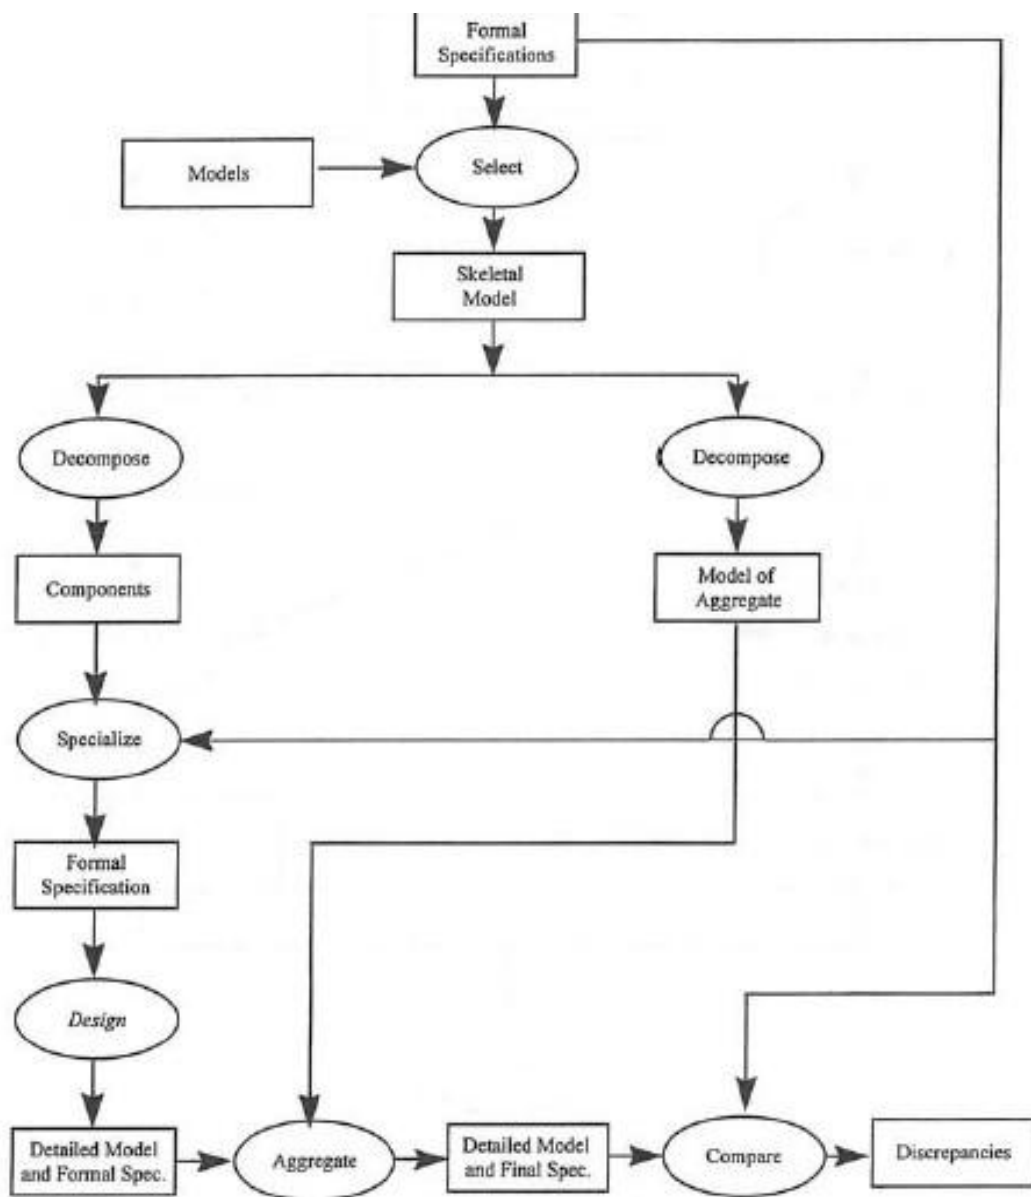 Formal
Specifications
Models
Select
Skeletal
Model
Decompose
Decompose
Components
Model of
Aggregate
Specialize
Formal
Specification
Design
Detailed Model
and Formal Spec.
Aggregate
Detailed Model
and Final Spec.
Compare
Discrepancies